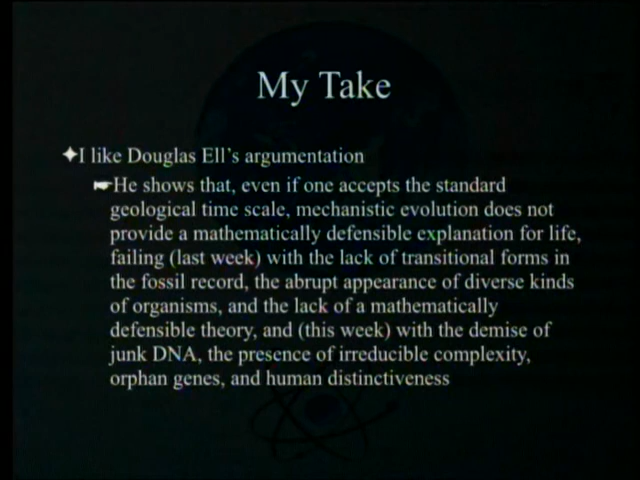 My Take
I like Douglas Ell's argumentation
He shows that, even if one accepts the standard
geological time scale, mechanistic evolution does not
provide a mathematically defensible explanation for life,
failing (last week) with the lack of transitional forms in
the fossil record, the abrupt appearance of diverse kinds
of organisms, and the lack of a mathematically
defensible theory, and (this week) with the demise of
junk DNA, the presence of irreducible complexity,
orphan genes, and human distinctiveness